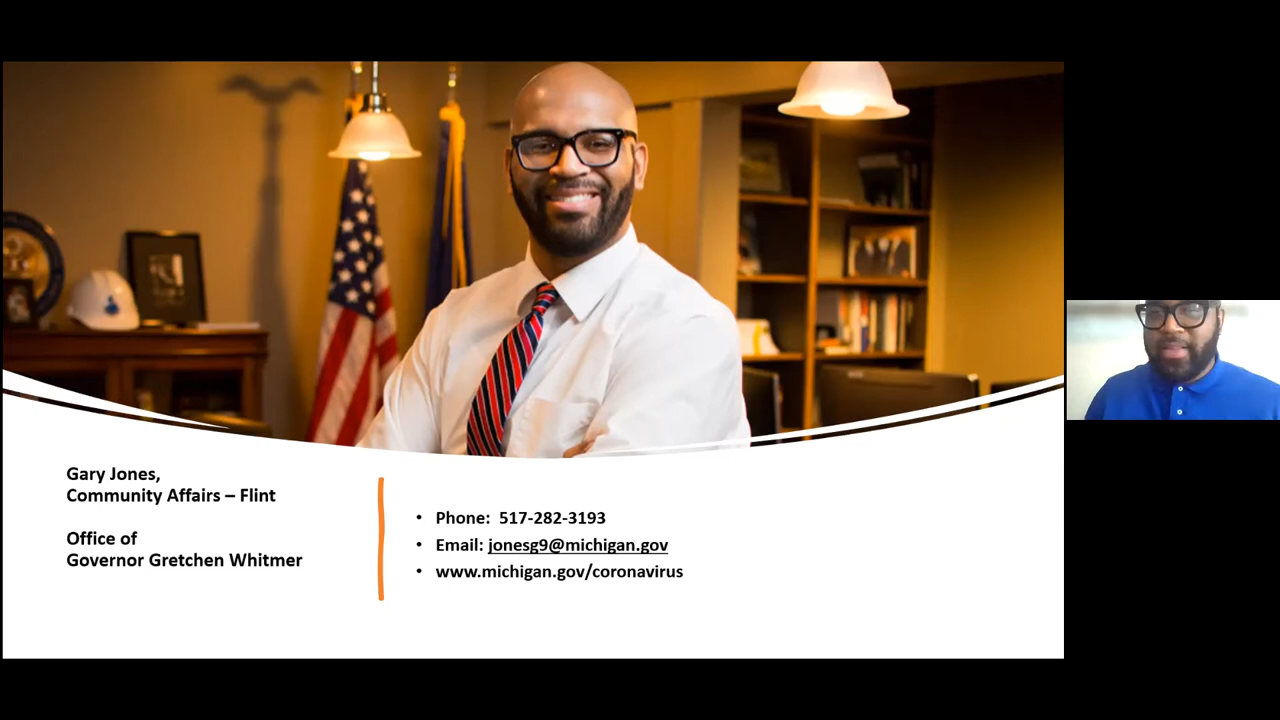 Gary Jones,
Community Affairs – Flint
Office of
Governor Gretchen Whitmer
• Phone:  517-282-3193
• Email: jonesg9@michigan.gov
• www.michigan.gov/coronavirus